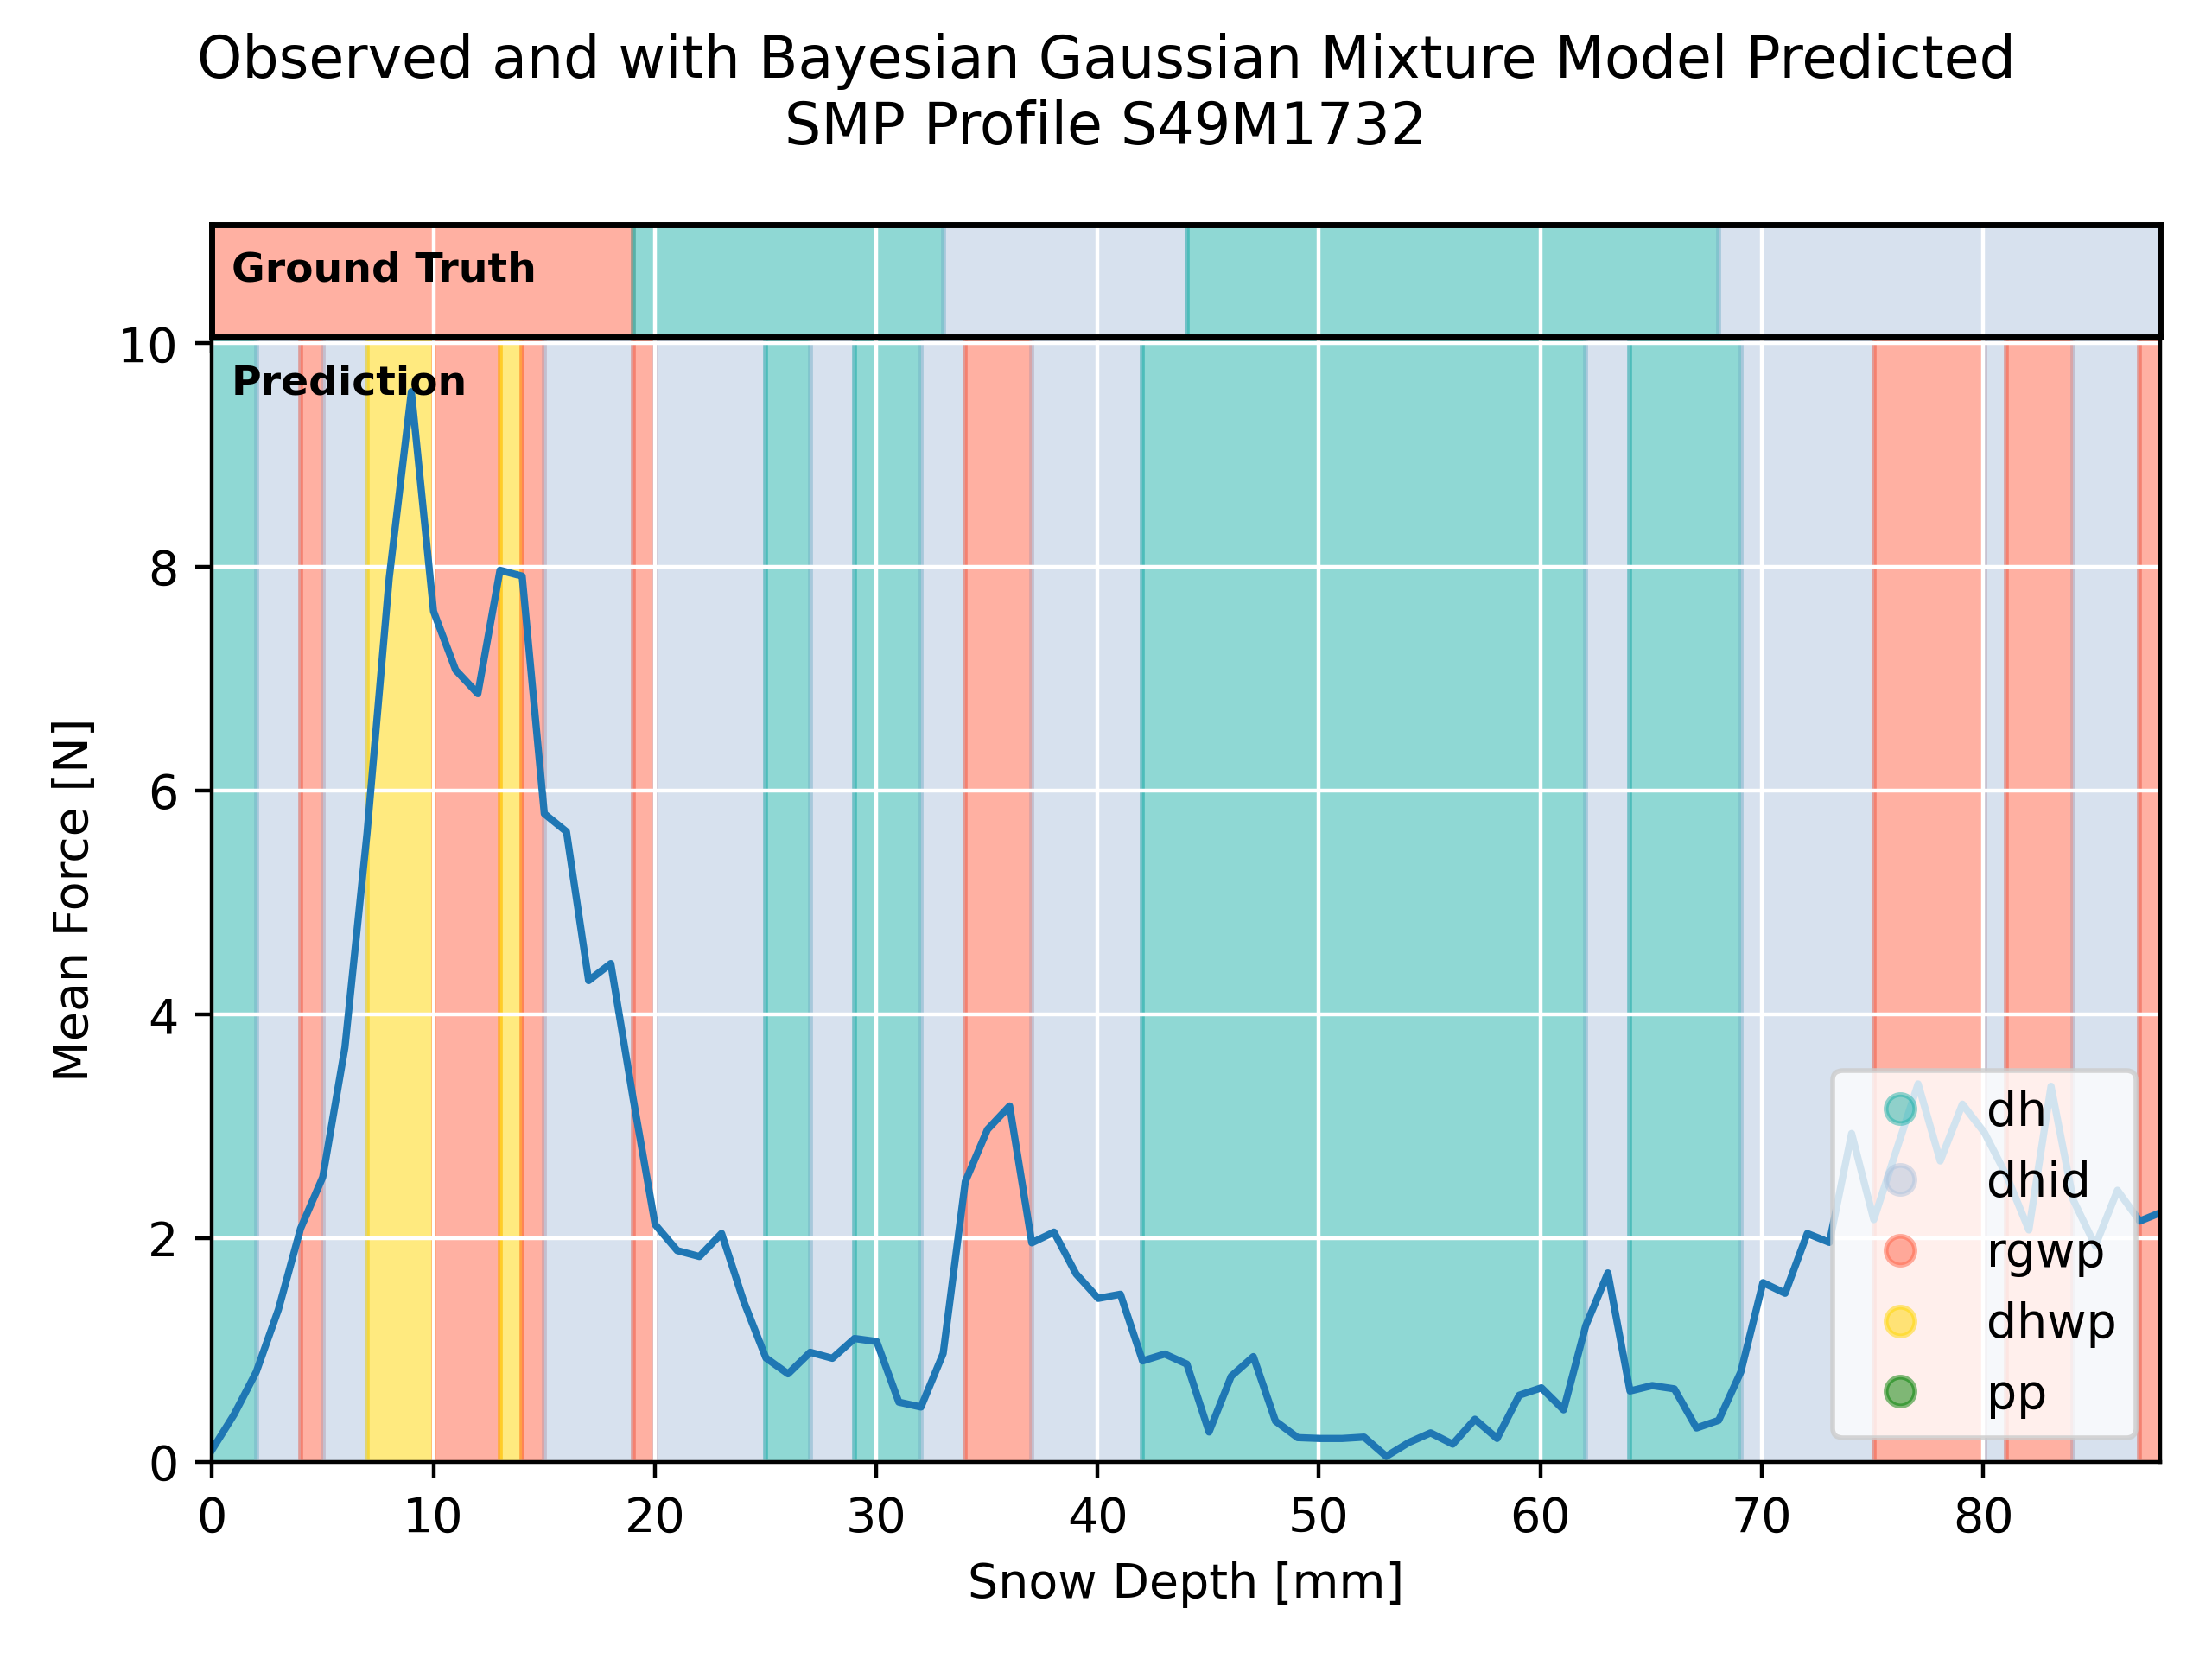 Observed and with Bayesian Gaussian Mixture Model Predicted
SMP Profile S49M1732
Ground Truth
Prediction
10
8
6
4
2
0
Mean Force [N]
0 10 20 30 40 50 60 70 80
Snow Depth [mm]
dh
dhid
rgwp
dhwp
pp